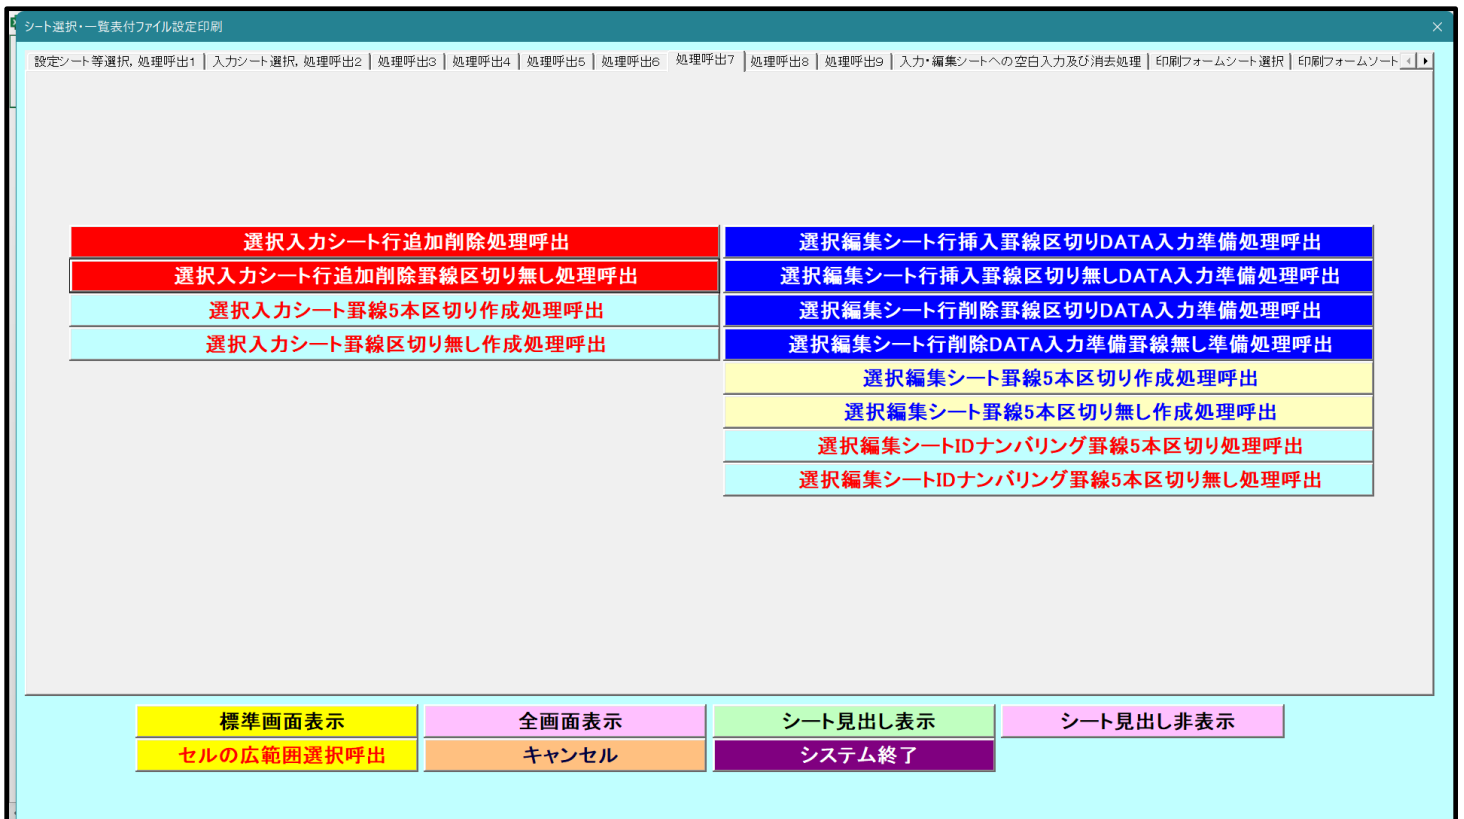 シート選択・一覧表付ファイル設定印刷
設定シート等選択, 処理呼出1
入力シート選択, 処理呼出2
処理呼出3
処理呼出4
処理呼出5
処理呼出6
処理呼出7
処理呼出8
処理呼出9
入力・編集シートへの空白入力及び消去処理
印刷フォームシート選択
印刷フォームソート
選択入力シート行追加削除処理呼出
選択入力シート行追加削除罫線区切り無し処理呼出
選択入力シート罫線5本区切り作成処理呼出
選択入力シート罫線区切り無し作成処理呼出
選択編集シート行挿入罫線区切りDATA入力準備処理呼出
選択編集シート行挿入罫線区切り無しDATA入力準備処理呼出
選択編集シート行削除罫線区切りDATA入力準備処理呼出
選択編集シート行削除DATA入力準備罫線無し準備処理呼出
選択編集シート罫線5本区切り作成処理呼出
選択編集シート罫線5本区切り無し作成処理呼出
選択編集シートIDナンバリング罫線5本区切り処理呼出
選択編集シートIDナンバリング罫線5本区切り無し処理呼出
標準画面表示
全画面表示
シート見出し表示
シート見出し非表示
セルの広範囲選択呼出
キャンセル
システム終了